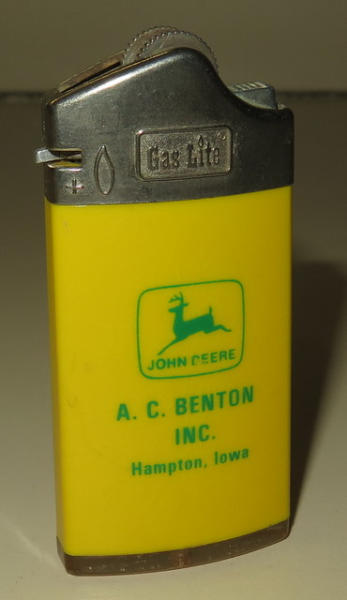 Gas Lite
+
JOHN DEERE
A. C. BENTON
INC.
Hampton, Iowa